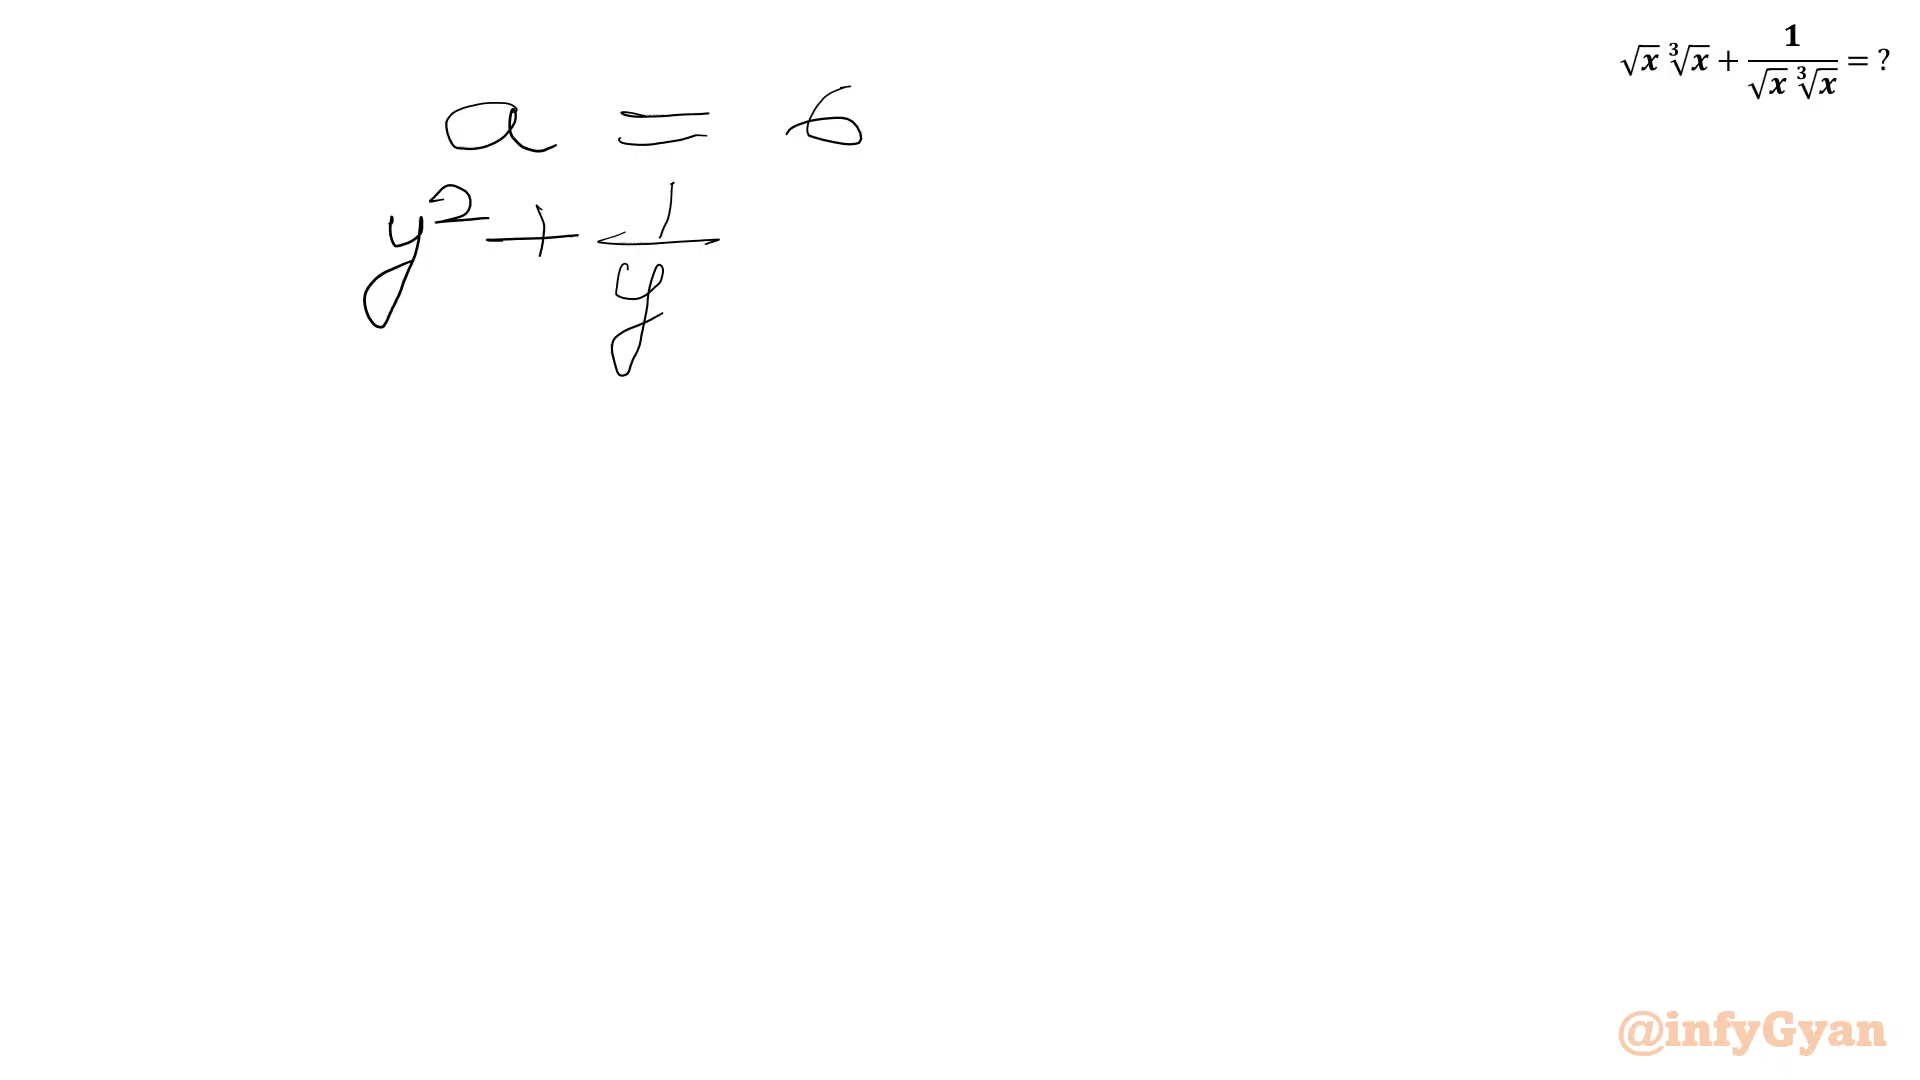 √x ∛x + 1/(√x ∛x) = ?
a = 6
y² + 1/y
@infyGyan